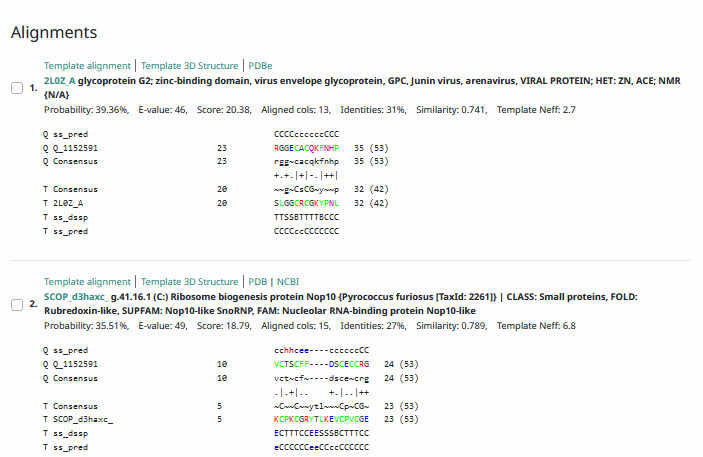 Alignments
Template alignment | Template 3D Structure | PDBe
1. 2L0Z_A glycoprotein G2; zinc-binding domain, virus envelope glycoprotein, GPC, Junin virus, arenavirus, VIRAL PROTEIN; HET: ZN, ACE; NMR
{N/A}
Probability: 39.36%, E-value: 46, Score: 20.38, Aligned cols: 13, Identities: 31%, Similarity: 0.741, Template Neff: 2.7
Q ss_pred CCCCccccccCCC
Q Q_1152591 23 RGGECACQKFNHP 35 (53)
Q Consensus 23 rgg~cacqkfnhp 35 (53)
+.+.|+|-.|++|
T Consensus 20 ~~g~CsCG~y~~p 32 (42)
T 2L0Z_A 20 SLGGCRCGKYPNL 32 (42)
T ss_dssp TTSSBTTTTBCCC
T ss_pred CCCCccCCCCCCC
Template alignment | Template 3D Structure | PDB | NCBI
2. SCOP_d3haxc_ g.41.16.1 (C:) Ribosome biogenesis protein Nop10 {Pyrococcus furiosus [TaxId: 2261]} | CLASS: Small proteins, FOLD:
Rubredoxin-like, SUPFAM: Nop10-like SnoRNP, FAM: Nucleolar RNA-binding protein Nop10-like
Probability: 35.51%, E-value: 49, Score: 18.79, Aligned cols: 15, Identities: 27%, Similarity: 0.789, Template Neff: 6.8
Q ss_pred cchhcee----ccccccCC
Q Q_1152591 10 VCTSCFF----DSCECCRG 24 (53)
Q Consensus 10 vct~cf~----dsce~crg 24 (53)
.|.+|.. +.|..|++
T Consensus 5 ~C~~C~~ytl~~~Cp~CG~ 23 (53)
T SCOP_d3haxc_ 5 KCPKCGRYTLKEVCPVCGE 23 (53)
T ss_dssp ECTTTCCEESSSBCTTTCC
T ss_pred eCCCCCCeeCCccCCCCCC